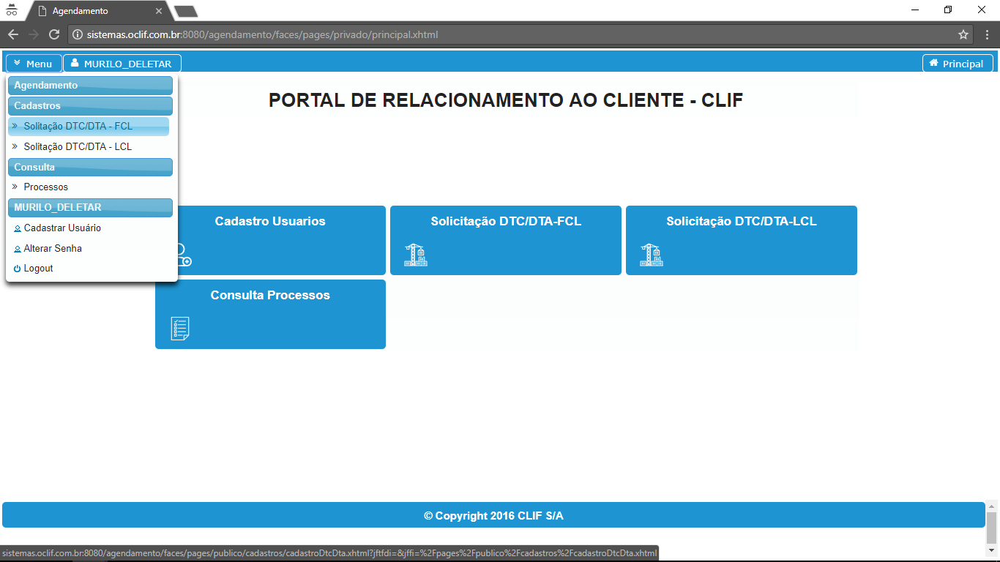 Agendamento
sistemas.oclif.com.br:8080/agendamento/faces/pages/privado/principal.xhtml
Menu
MURILO_DELETAR
Principal
Agendamento
Cadastros
Solitação DTC/DTA - FCL
Solitação DTC/DTA - LCL
Consulta
Processos
MURILO_DELETAR
Cadastrar Usuário
Alterar Senha
Logout
PORTAL DE RELACIONAMENTO AO CLIENTE - CLIF
Cadastro Usuarios
Solicitação DTC/DTA-FCL
Solicitação DTC/DTA-LCL
Consulta Processos
© Copyright 2016 CLIF S/A
sistemas.oclif.com.br:8080/agendamento/faces/pages/publico/cadastros/cadastroDtcDta.xhtml?jftfdi=&jffi=%2Fpages%2Fpublico%2Fcadastros%2FcadastroDtcDta.xhtml